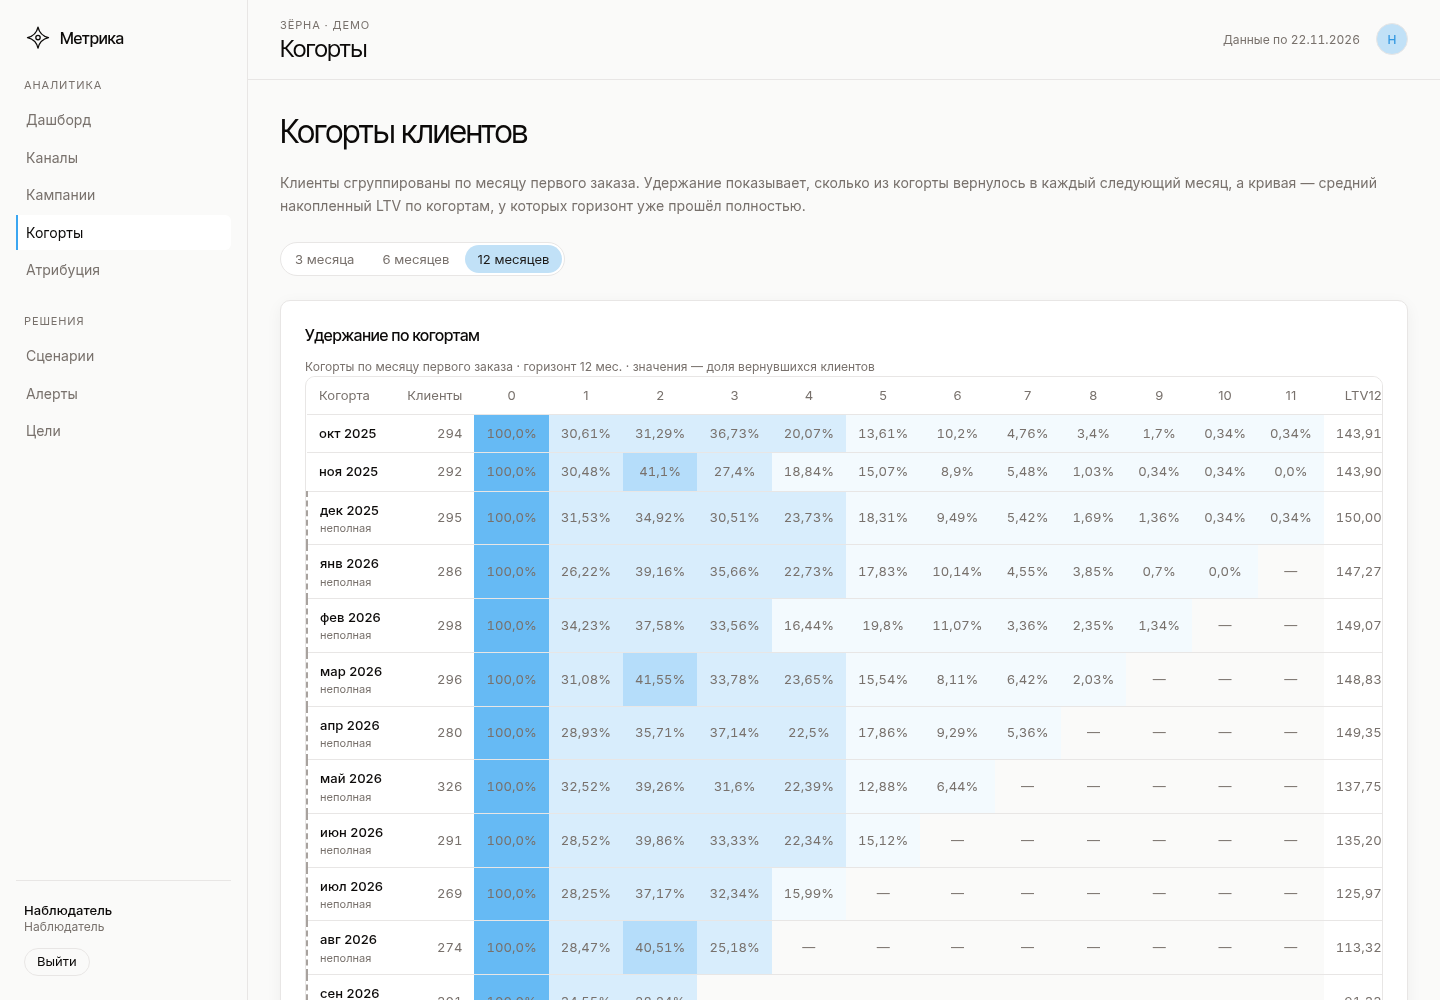 Метрика
АНАЛИТИКА
Дашборд
Каналы
Кампании
Когорты
Атрибуция
РЕШЕНИЯ
Сценарии
Алерты
Цели
Наблюдатель
Наблюдатель
Выйти
ЗЁРНА · ДЕМО
Когорты
Данные по 22.11.2026
Н
Когорты клиентов
Клиенты сгруппированы по месяцу первого заказа. Удержание показывает, сколько из когорты вернулось в каждый следующий месяц, а кривая — средний
накопленный LTV по когортам, у которых горизонт уже прошёл полностью.
3 месяца 6 месяцев 12 месяцев
Удержание по когортам
Когорты по месяцу первого заказа · горизонт 12 мес. · значения — доля вернувшихся клиентов
Когорта Клиенты 0 1 2 3 4 5 6 7 8 9 10 11 LTV12
окт 2025 294 100,0% 30,61% 31,29% 36,73% 20,07% 13,61% 10,2% 4,76% 3,4% 1,7% 0,34% 0,34% 143,91
ноя 2025 292 100,0% 30,48% 41,1% 27,4% 18,84% 15,07% 8,9% 5,48% 1,03% 0,34% 0,34% 0,0% 143,90
дек 2025 295 100,0% 31,53% 34,92% 30,51% 23,73% 18,31% 9,49% 5,42% 1,69% 1,36% 0,34% 0,34% 150,00
неполная
янв 2026 286 100,0% 26,22% 39,16% 35,66% 22,73% 17,83% 10,14% 4,55% 3,85% 0,7% 0,0% — 147,27
неполная
фев 2026 298 100,0% 34,23% 37,58% 33,56% 16,44% 19,8% 11,07% 3,36% 2,35% 1,34% — — 149,07
неполная
мар 2026 296 100,0% 31,08% 41,55% 33,78% 23,65% 15,54% 8,11% 6,42% 2,03% — — — 148,83
неполная
апр 2026 280 100,0% 28,93% 35,71% 37,14% 22,5% 17,86% 9,29% 5,36% — — — — 149,35
неполная
май 2026 326 100,0% 32,52% 39,26% 31,6% 22,39% 12,88% 6,44% — — — — — 137,75
неполная
июн 2026 291 100,0% 28,52% 39,86% 33,33% 22,34% 15,12% — — — — — — 135,20
неполная
июл 2026 269 100,0% 28,25% 37,17% 32,34% 15,99% — — — — — — — 125,97
неполная
авг 2026 274 100,0% 28,47% 40,51% 25,18% — — — — — — — — 113,32
неполная
сен 2026